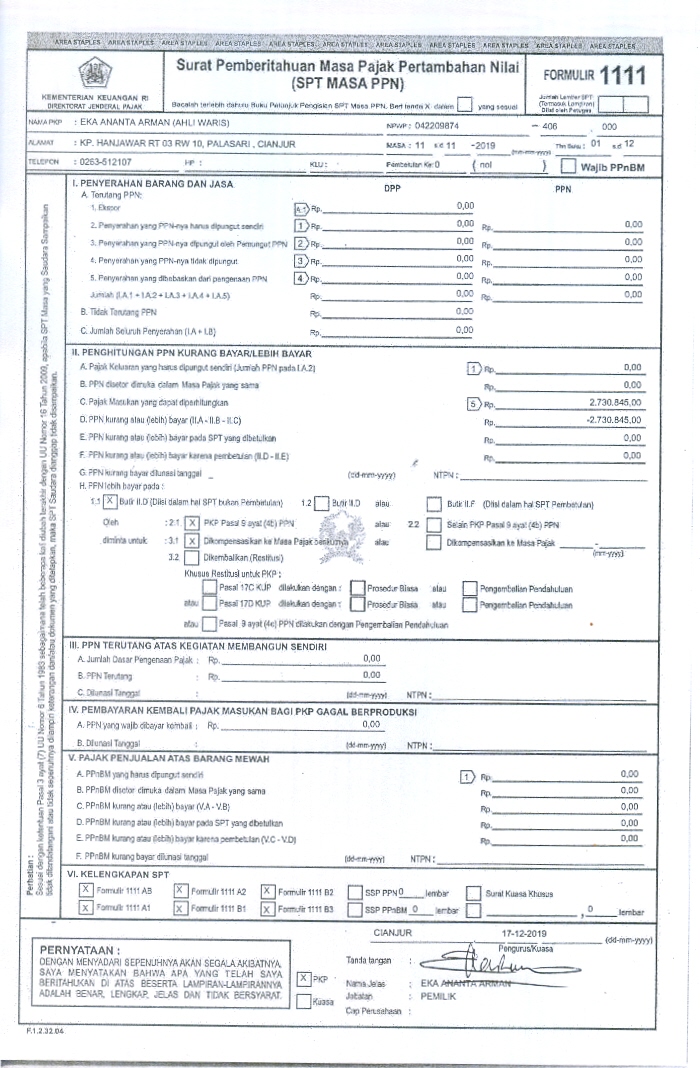 AREA STAPLES AREA STAPLES AREA STAPLES AREA STAPLES AREA STAPLES AREA STAPLES AREA STAPLES AREA STAPLES AREA STAPLES AREA STAPLES AREA STAPLES
KEMENTERIAN KEUANGAN RI
DIREKTORAT JENDERAL PAJAK
Surat Pemberitahuan Masa Pajak Pertambahan Nilai
(SPT MASA PPN)
Bacalah terlebih dahulu Buku Petunjuk Pengisian SPT Masa PPN, Beri tanda X dalam yang sesuai
FORMULIR 1111
Jumlah Lembar SPT
(Termasuk Lampiran)
Diisi oleh Petugas
NAMA PKP : EKA ANANTA ARMAN (AHLI WARIS) NPWP : 042209874 - 406 . 000
ALAMAT : KP. HANJAWAR RT 03 RW 10, PALASARI , CIANJUR MASA : 11 s.d 11 -2019 (mm-mm-yyyy) Thn Buku : 01 s.d 12
TELEPON : 0263-512107 HP : KLU : Pembetulan Ke: 0 ( nol ) Wajib PPnBM
Perhatian :
Sesuai dengan ketentuan Pasal 3 ayat (7) UU Nomor 6 Tahun 1983 sebagaimana telah beberapa kali diubah terakhir dengan UU Nomor 16 Tahun 2009, apabila SPT Masa yang Saudara Sampaikan
tidak ditandatangani atau tidak sepenuhnya dilampiri keterangan dan/atau dokumen yang ditetapkan, maka SPT Saudara dianggap tidak disampaikan.
I. PENYERAHAN BARANG DAN JASA DPP PPN
A. Terutang PPN:
1. Ekspor A.1 Rp. 0,00
2. Penyerahan yang PPN-nya harus dipungut sendiri 1 Rp. 0,00 Rp. 0,00
3. Penyerahan yang PPN-nya dipungut oleh Pemungut PPN 2 Rp. 0,00 Rp. 0,00
4. Penyerahan yang PPN-nya tidak dipungut 3 Rp. 0,00 Rp. 0,00
5. Penyerahan yang dibebaskan dari pengenaan PPN 4 Rp. 0,00 Rp. 0,00
Jumlah (I.A.1 + I.A.2 + I.A.3 + I.A.4 + I.A.5) Rp. 0,00 Rp. 0,00
B. Tidak Terutang PPN Rp. 0,00
C. Jumlah Seluruh Penyerahan (I.A + I.B) Rp. 0,00
II. PENGHITUNGAN PPN KURANG BAYAR/LEBIH BAYAR
A. Pajak Keluaran yang harus dipungut sendiri (Jumlah PPN pada I.A.2) 1 Rp. 0,00
B. PPN disetor dimuka dalam Masa Pajak yang sama Rp. 0,00
C. Pajak Masukan yang dapat diperhitungkan 5 Rp. 2.730.845,00
D. PPN kurang atau (lebih) bayar (II.A - II.B - II.C) Rp. -2.730.845,00
E. PPN kurang atau (lebih) bayar pada SPT yang dibetulkan Rp. 0,00
F. PPN kurang atau (lebih) bayar karena pembetulan (II.D - II.E) Rp. 0,00
G. PPN kurang bayar dilunasi tanggal (dd-mm-yyyy) NTPN :
H. PPN lebih bayar pada :
1.1 X Butir II.D (Diisi dalam hal SPT bukan Pembetulan) 1.2 Butir II.D atau Butir II.F (Diisi dalam hal SPT Pembetulan)
Oleh : 2.1 X PKP Pasal 9 ayat (4b) PPN atau 2.2 Selain PKP Pasal 9 ayat (4b) PPN
diminta untuk : 3.1 X Dikompensasikan ke Masa Pajak berikutnya atau Dikompensasikan ke Masa Pajak - (mm-yyyy)
3.2 Dikembalikan (Restitusi)
Khusus Restitusi untuk PKP :
Pasal 17C KUP dilakukan dengan : Prosedur Biasa atau Pengembalian Pendahuluan
atau Pasal 17D KUP dilakukan dengan : Prosedur Biasa atau Pengembalian Pendahuluan
atau Pasal 9 ayat (4c) PPN dilakukan dengan Pengembalian Pendahuluan
III. PPN TERUTANG ATAS KEGIATAN MEMBANGUN SENDIRI
A. Jumlah Dasar Pengenaan Pajak : Rp. 0,00
B. PPN Terutang : Rp. 0,00
C. Dilunasi Tanggal : (dd-mm-yyyy) NTPN :
IV. PEMBAYARAN KEMBALI PAJAK MASUKAN BAGI PKP GAGAL BERPRODUKSI
A. PPN yang wajib dibayar kembali : Rp. 0,00
B. Dilunasi Tanggal : (dd-mm-yyyy) NTPN :
V. PAJAK PENJUALAN ATAS BARANG MEWAH
A. PPnBM yang harus dipungut sendiri 1 Rp. 0,00
B. PPnBM disetor dimuka dalam Masa Pajak yang sama Rp. 0,00
C. PPnBM kurang atau (lebih) bayar (V.A - V.B) Rp. 0,00
D. PPnBM kurang atau (lebih) bayar pada SPT yang dibetulkan Rp. 0,00
E. PPnBM kurang atau (lebih) bayar karena pembetulan (V.C - V.D) Rp. 0,00
F. PPnBM kurang bayar dilunasi tanggal (dd-mm-yyyy) NTPN :
VI. KELENGKAPAN SPT
X Formulir 1111 AB X Formulir 1111 A2 X Formulir 1111 B2 SSP PPN 0 lembar Surat Kuasa Khusus
X Formulir 1111 A1 X Formulir 1111 B1 X Formulir 1111 B3 SSP PPnBM 0 lembar , 0 lembar
PERNYATAAN :
DENGAN MENYADARI SEPENUHNYA AKAN SEGALA AKIBATNYA,
SAYA MENYATAKAN BAHWA APA YANG TELAH SAYA
BERITAHUKAN DI ATAS BESERTA LAMPIRAN-LAMPIRANNYA
ADALAH BENAR, LENGKAP, JELAS DAN TIDAK BERSYARAT.
X PKP
Kuasa
CIANJUR 17-12-2019 (dd-mm-yyyy)
Pengurus/Kuasa
Tanda tangan :
Nama Jelas : EKA ANANTA ARMAN
Jabatan : PEMILIK
Cap Perusahaan :
F.1.2.32.04